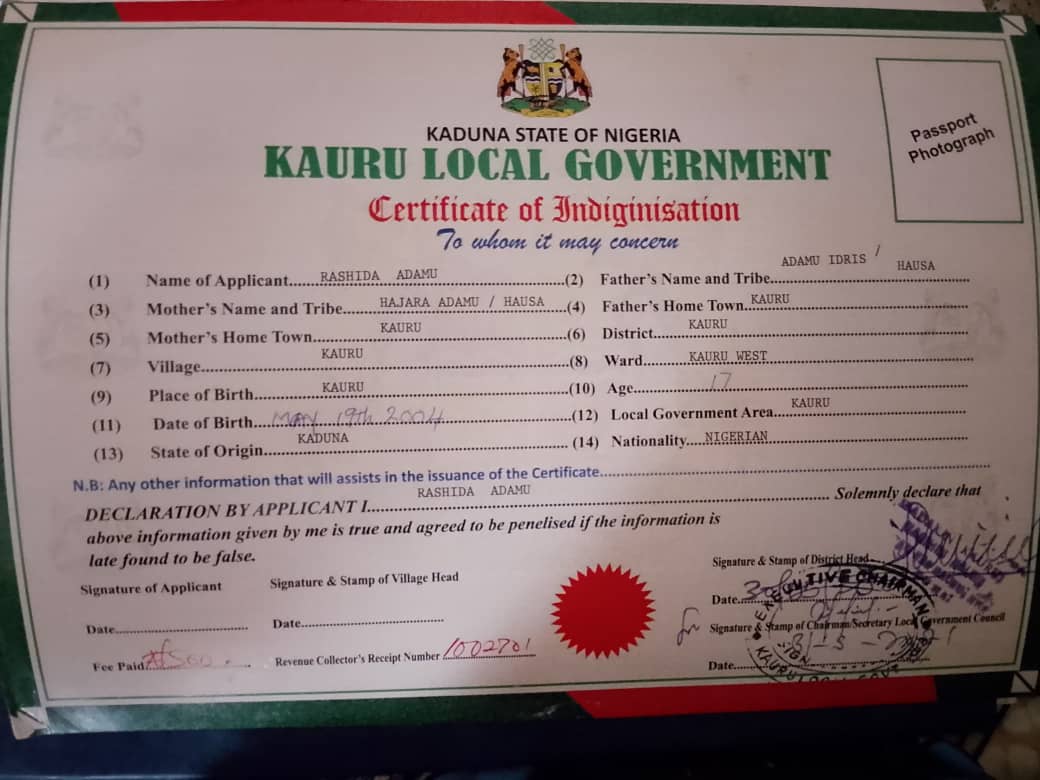 KADUNA STATE OF NIGERIA
KAURU LOCAL GOVERNMENT
Certificate of Indiginisation
To whom it may concern
Passport
Photograph
(1) Name of Applicant..... RASHIDA ADAMU .....(2) Father's Name and Tribe..... ADAMU IDRIS / HAUSA
(3) Mother's Name and Tribe..... HAJARA ADAMU / HAUSA .....(4) Father's Home Town. KAURU
(5) Mother's Home Town..... KAURU .....(6) District..... KAURU
(7) Village..... KAURU .....(8) Ward..... KAURU WEST
(9) Place of Birth..... KAURU .....(10) Age..... 17
(11) Date of Birth.... May 19th 2004 .....(12) Local Government Area..... KAURU
(13) State of Origin..... KADUNA ..... (14) Nationality.... NIGERIAN
N.B: Any other information that will assists in the issuance of the Certificate.....
DECLARATION BY APPLICANT I..... RASHIDA ADAMU ..... Solemnly declare that
above information given by me is true and agreed to be penelised if the information is
late found to be false.
Signature of Applicant
Signature & Stamp of Village Head
Signature & Stamp of District Head
Date.....
Date.....
Date.....
Signature & Stamp of Chairman/Secretary Local Government Council
EXECUTIVE CHAIRMAN
SIGN
KAURU LOCAL GOVT
Fee Paid
Revenue Collector's Receipt Number 1002701
Date.....